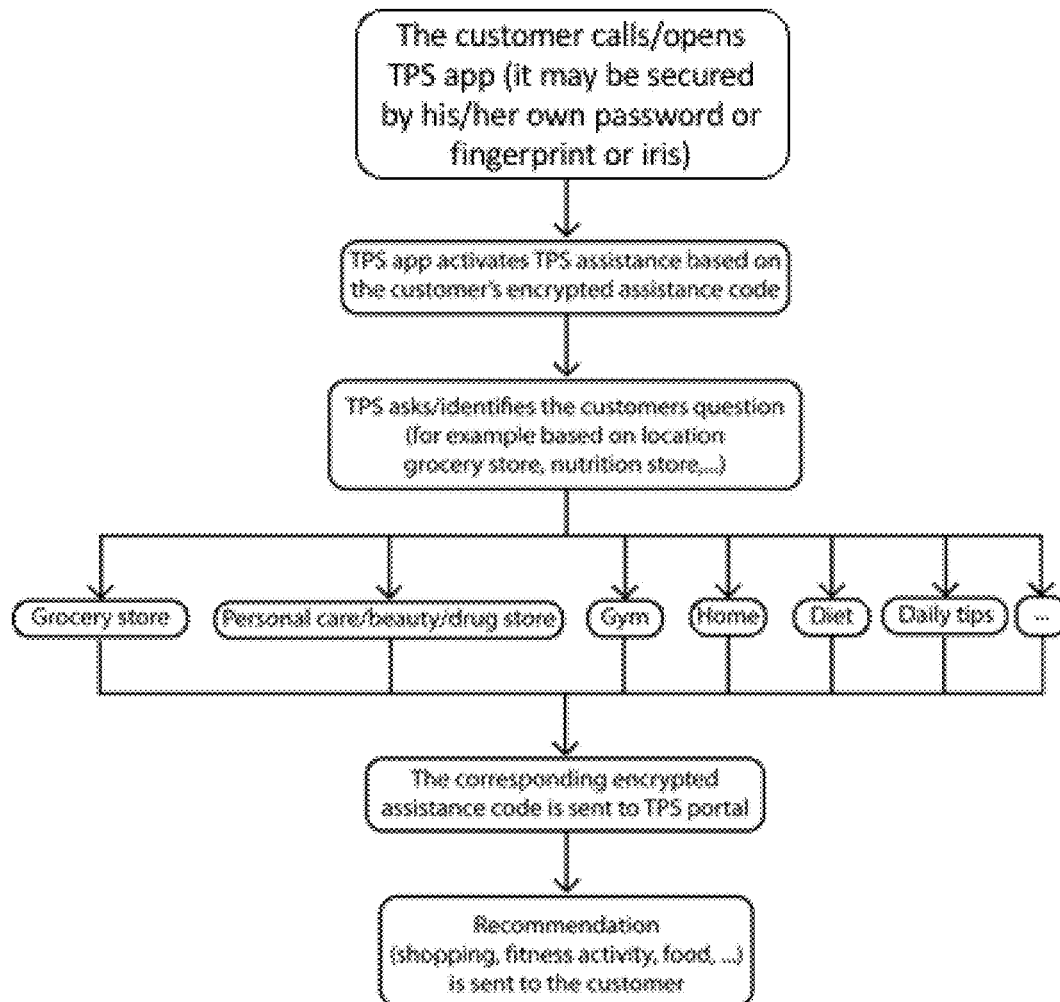 The customer calls/opens
TPS app (it may be secured
by his/her own password or
fingerprint or iris)
TPS app activates TPS assistance based on
the customer's encrypted assistance code
TPS asks/identifies the customers question
(for example based on location
grocery store, nutrition store,...)
Grocery store
Personal care/beauty/drug store
Gym
Home
Diet
Daily tips
...
The corresponding encrypted
assistance code is sent to TPS portal
Recommendation
(shopping, fitness activity, food, ...)
is sent to the customer